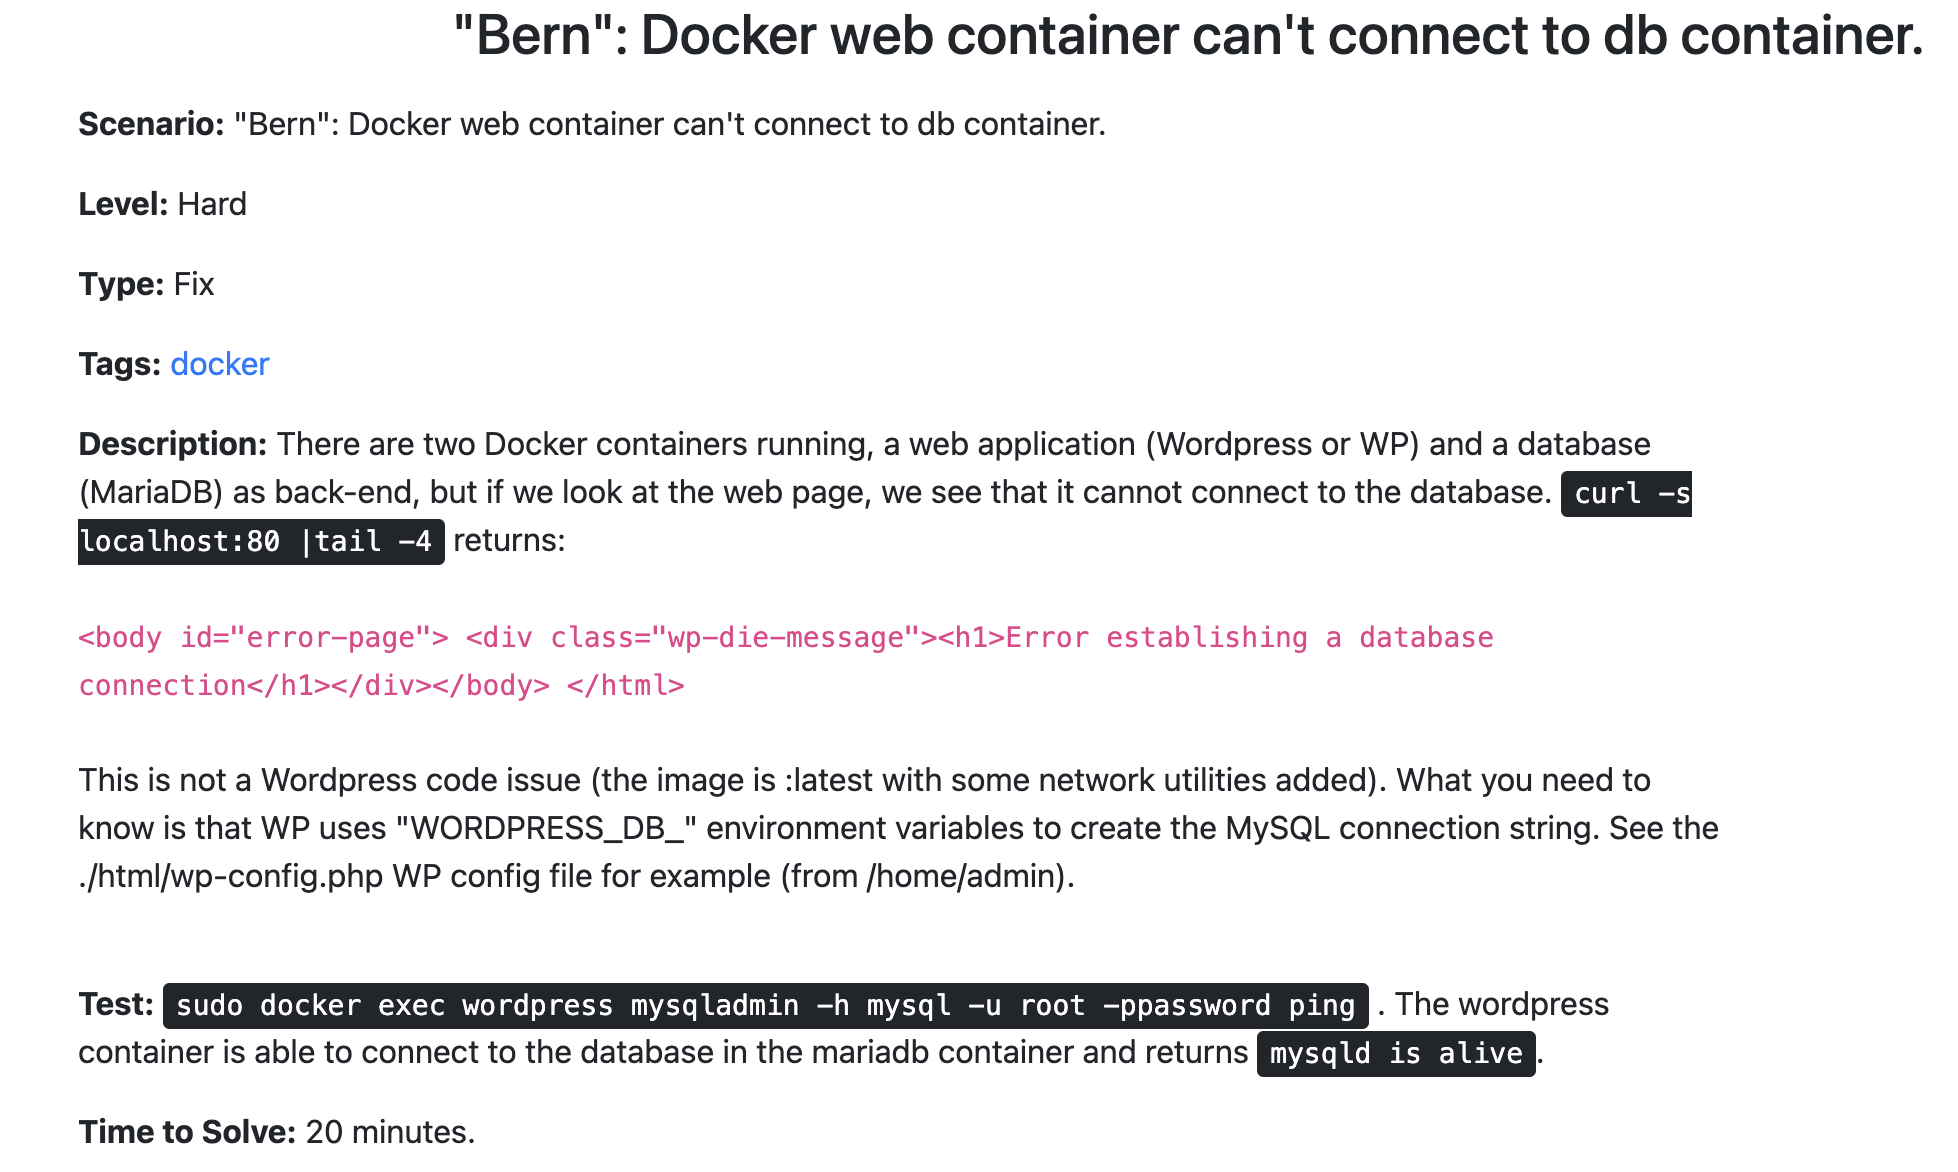 "Bern": Docker web container can't connect to db container.
Scenario: "Bern": Docker web container can't connect to db container.
Level: Hard
Type: Fix
Tags: docker
Description: There are two Docker containers running, a web application (Wordpress or WP) and a database
(MariaDB) as back-end, but if we look at the web page, we see that it cannot connect to the database. curl -s
localhost:80 |tail -4 returns:
<body id="error-page"> <div class="wp-die-message"><h1>Error establishing a database
connection</h1></div></body> </html>
This is not a Wordpress code issue (the image is :latest with some network utilities added). What you need to
know is that WP uses "WORDPRESS_DB_" environment variables to create the MySQL connection string. See the
./html/wp-config.php WP config file for example (from /home/admin).
Test: sudo docker exec wordpress mysqladmin -h mysql -u root -ppassword ping . The wordpress
container is able to connect to the database in the mariadb container and returns mysqld is alive.
Time to Solve: 20 minutes.